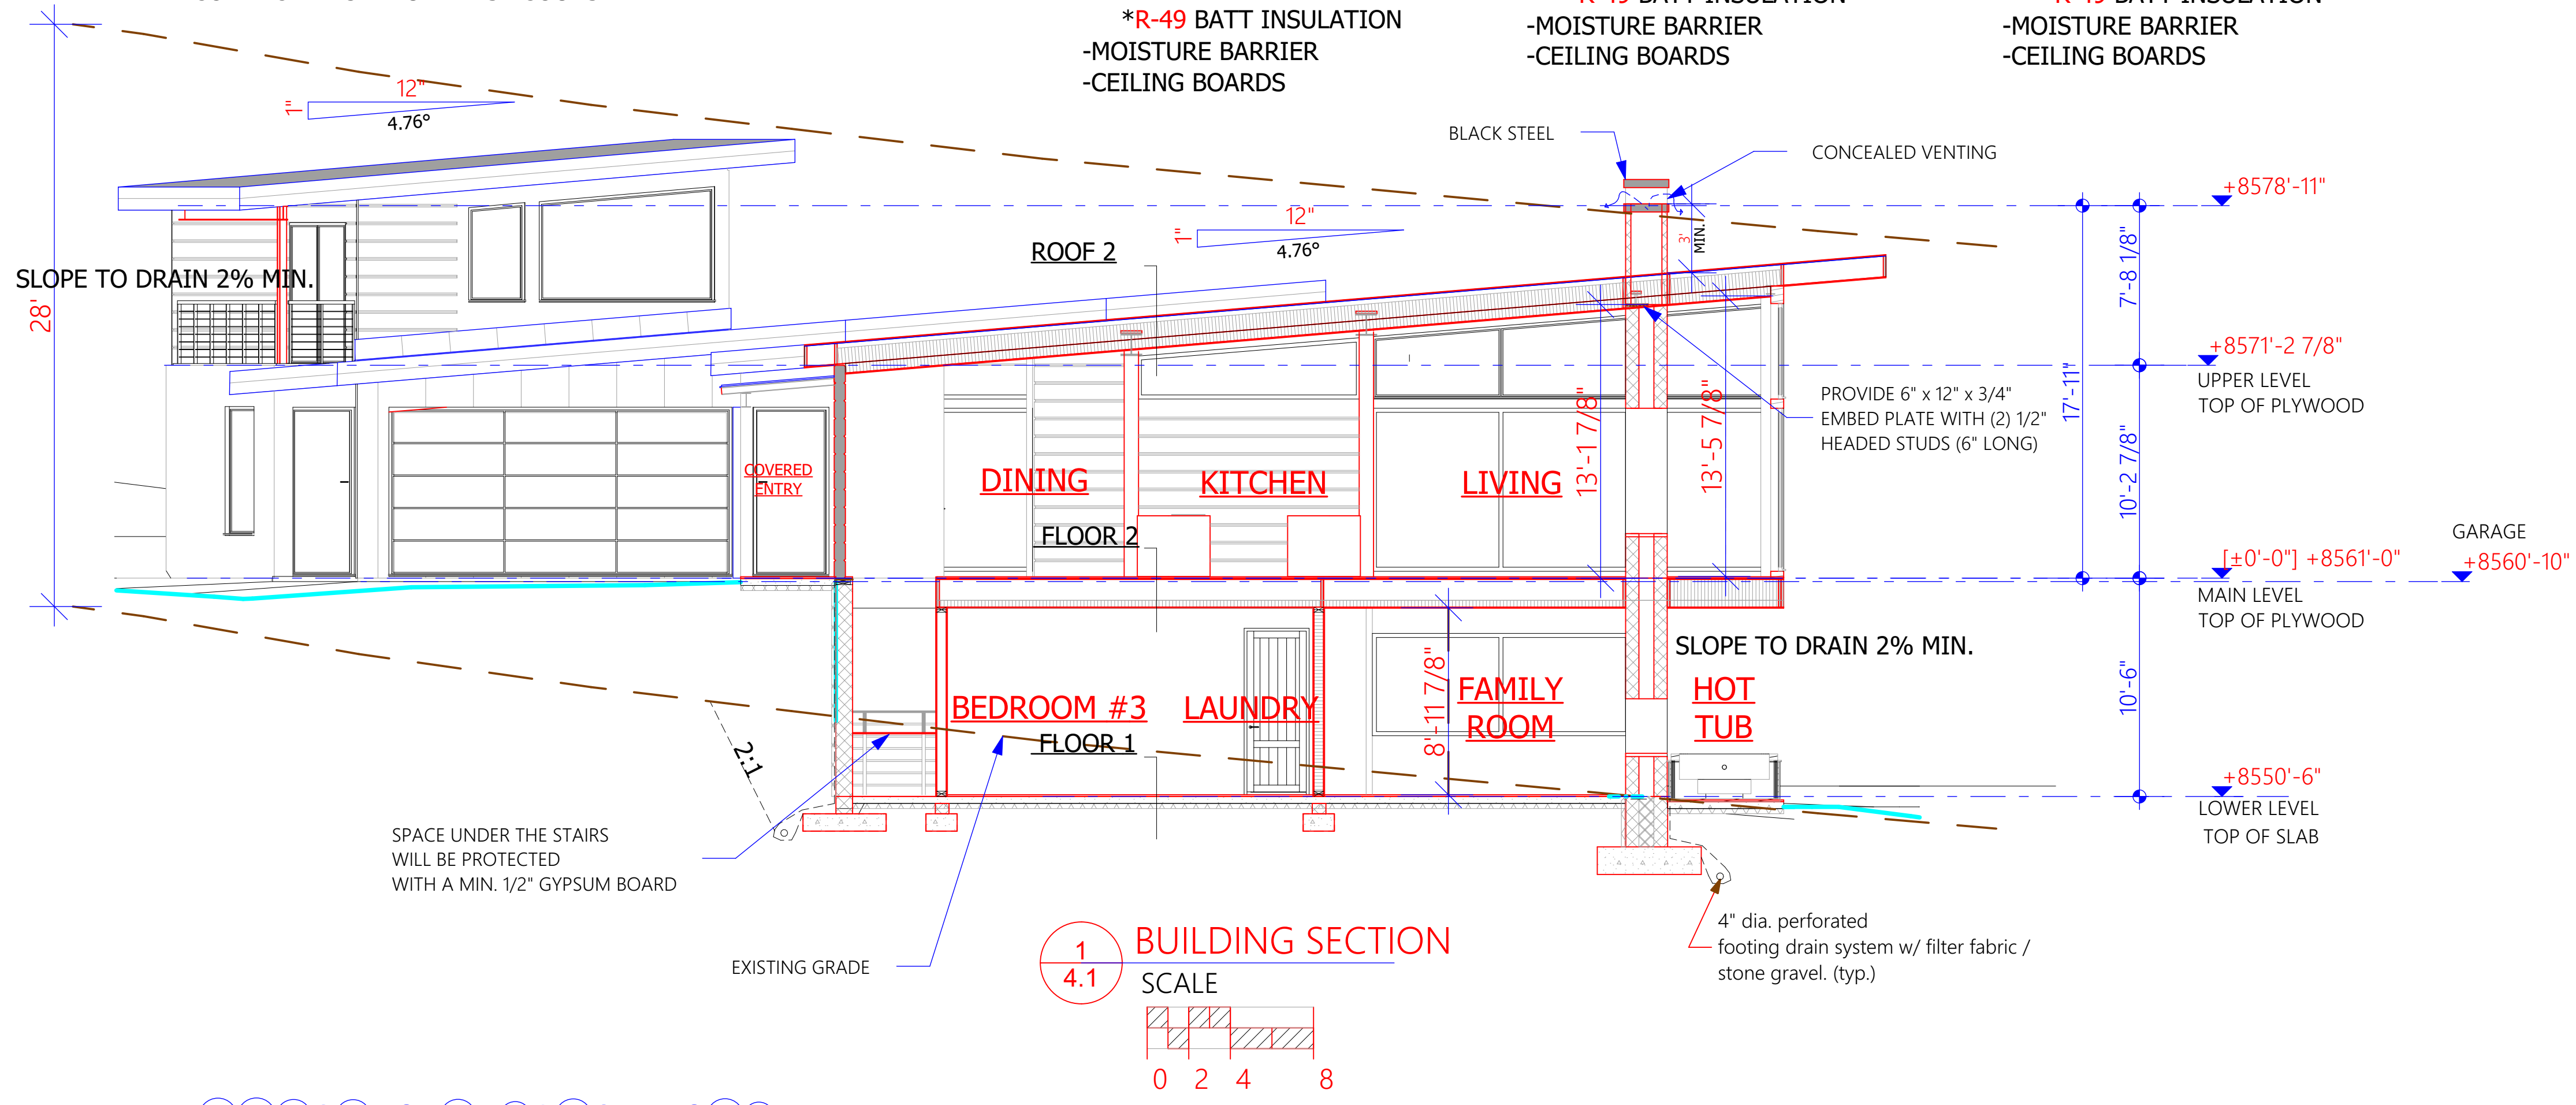 *R-49 BATT INSULATION
-MOISTURE BARRIER
-CEILING BOARDS
R-49 BATT INSULATION
-MOISTURE BARRIER
-CEILING BOARDS
R-49 BATT INSULATION
-MOISTURE BARRIER
-CEILING BOARDS
12"
1"
4.76°
BLACK STEEL
CONCEALED VENTING
+8578'-11"
12"
1"
4.76°
ROOF 2
3'
MIN.
SLOPE TO DRAIN 2% MIN.
28'
7'-8 1/8"
+8571'-2 7/8"
UPPER LEVEL
TOP OF PLYWOOD
17'-11"
PROVIDE 6" x 12" x 3/4"
EMBED PLATE WITH (2) 1/2"
HEADED STUDS (6" LONG)
13'-1 7/8"
13'-5 7/8"
10'-2 7/8"
COVERED
ENTRY
DINING
KITCHEN
LIVING
FLOOR 2
GARAGE
[±0'-0"] +8561'-0"
+8560'-10"
MAIN LEVEL
TOP OF PLYWOOD
SLOPE TO DRAIN 2% MIN.
8'-11 7/8"
10'-6"
BEDROOM #3
LAUNDRY
FAMILY
ROOM
HOT
TUB
FLOOR 1
2:1
+8550'-6"
LOWER LEVEL
TOP OF SLAB
SPACE UNDER THE STAIRS
WILL BE PROTECTED
WITH A MIN. 1/2" GYPSUM BOARD
EXISTING GRADE
4" dia. perforated
footing drain system w/ filter fabric /
stone gravel. (typ.)
1
4.1
BUILDING SECTION
SCALE
0 2 4 8